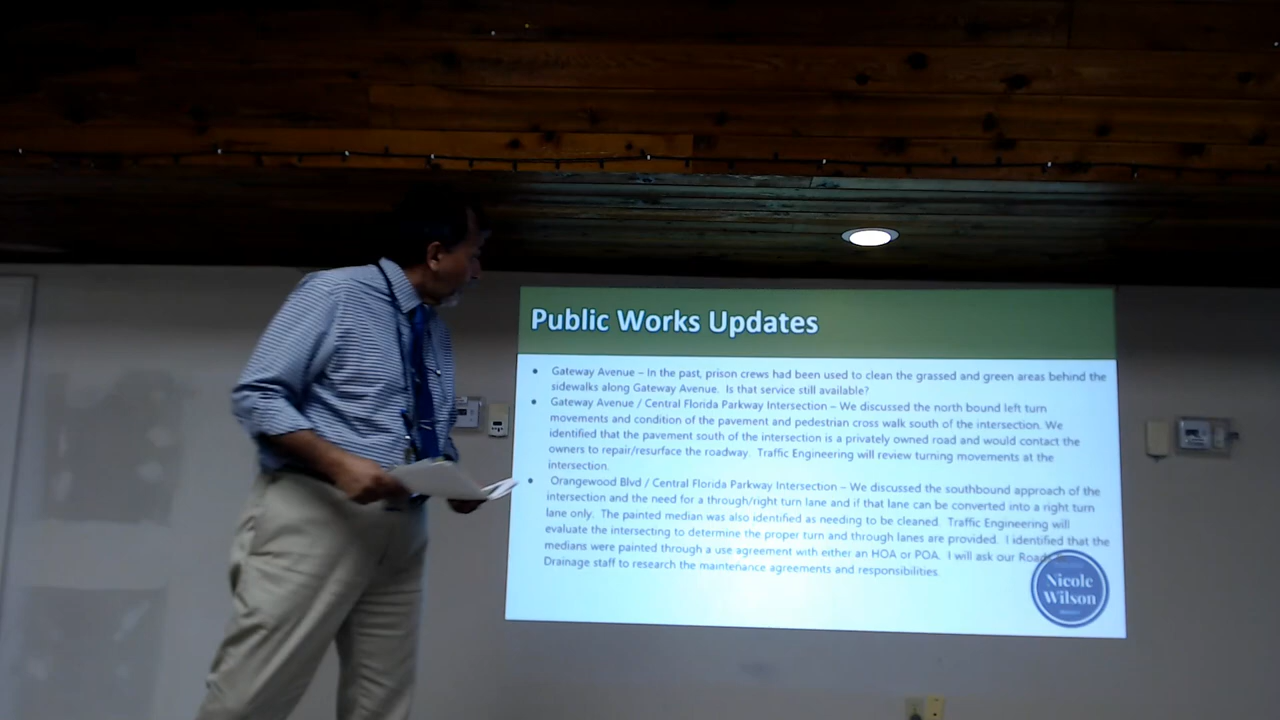 Public Works Updates
• Gateway Avenue – In the past, prison crews had been used to clean the grassed and green areas behind the
sidewalks along Gateway Avenue. Is that service still available?
• Gateway Avenue / Central Florida Parkway Intersection – We discussed the north bound left turn
movements and condition of the pavement and pedestrian cross walk south of the intersection. We
identified that the pavement south of the intersection is a privately owned road and would contact the
owners to repair/resurface the roadway. Traffic Engineering will review turning movements at the
intersection.
• Orangewood Blvd / Central Florida Parkway Intersection – We discussed the southbound approach of the
intersection and the need for a through/right turn lane and if that lane can be converted into a right turn
lane only. The painted median was also identified as needing to be cleaned. Traffic Engineering will
evaluate the intersecting to determine the proper turn and through lanes are provided. I identified that the
medians were painted through a use agreement with either an HOA or POA. I will ask our
Drainage staff to research the maintenance agreements and responsibilities.
Nicole
Wilson